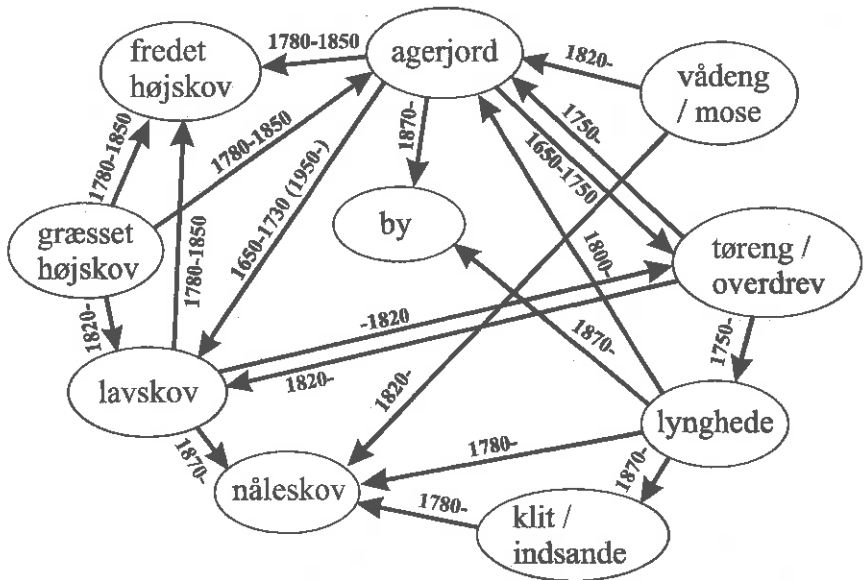 fredet
højskov
1780-1850
agerjord
1820-
vådeng
/ mose
1780-1850
1780-1850
1870-
1750-
1650-1750
græsset
højskov
1780-1850
1650-1730 (1950-)
by
1800-
tøreng /
overdrev
1820-
-1820
1820-
1870-
1820-
1750-
lavskov
1870-
nåleskov
1780-
1780-
lynghede
1870-
klit /
indsande